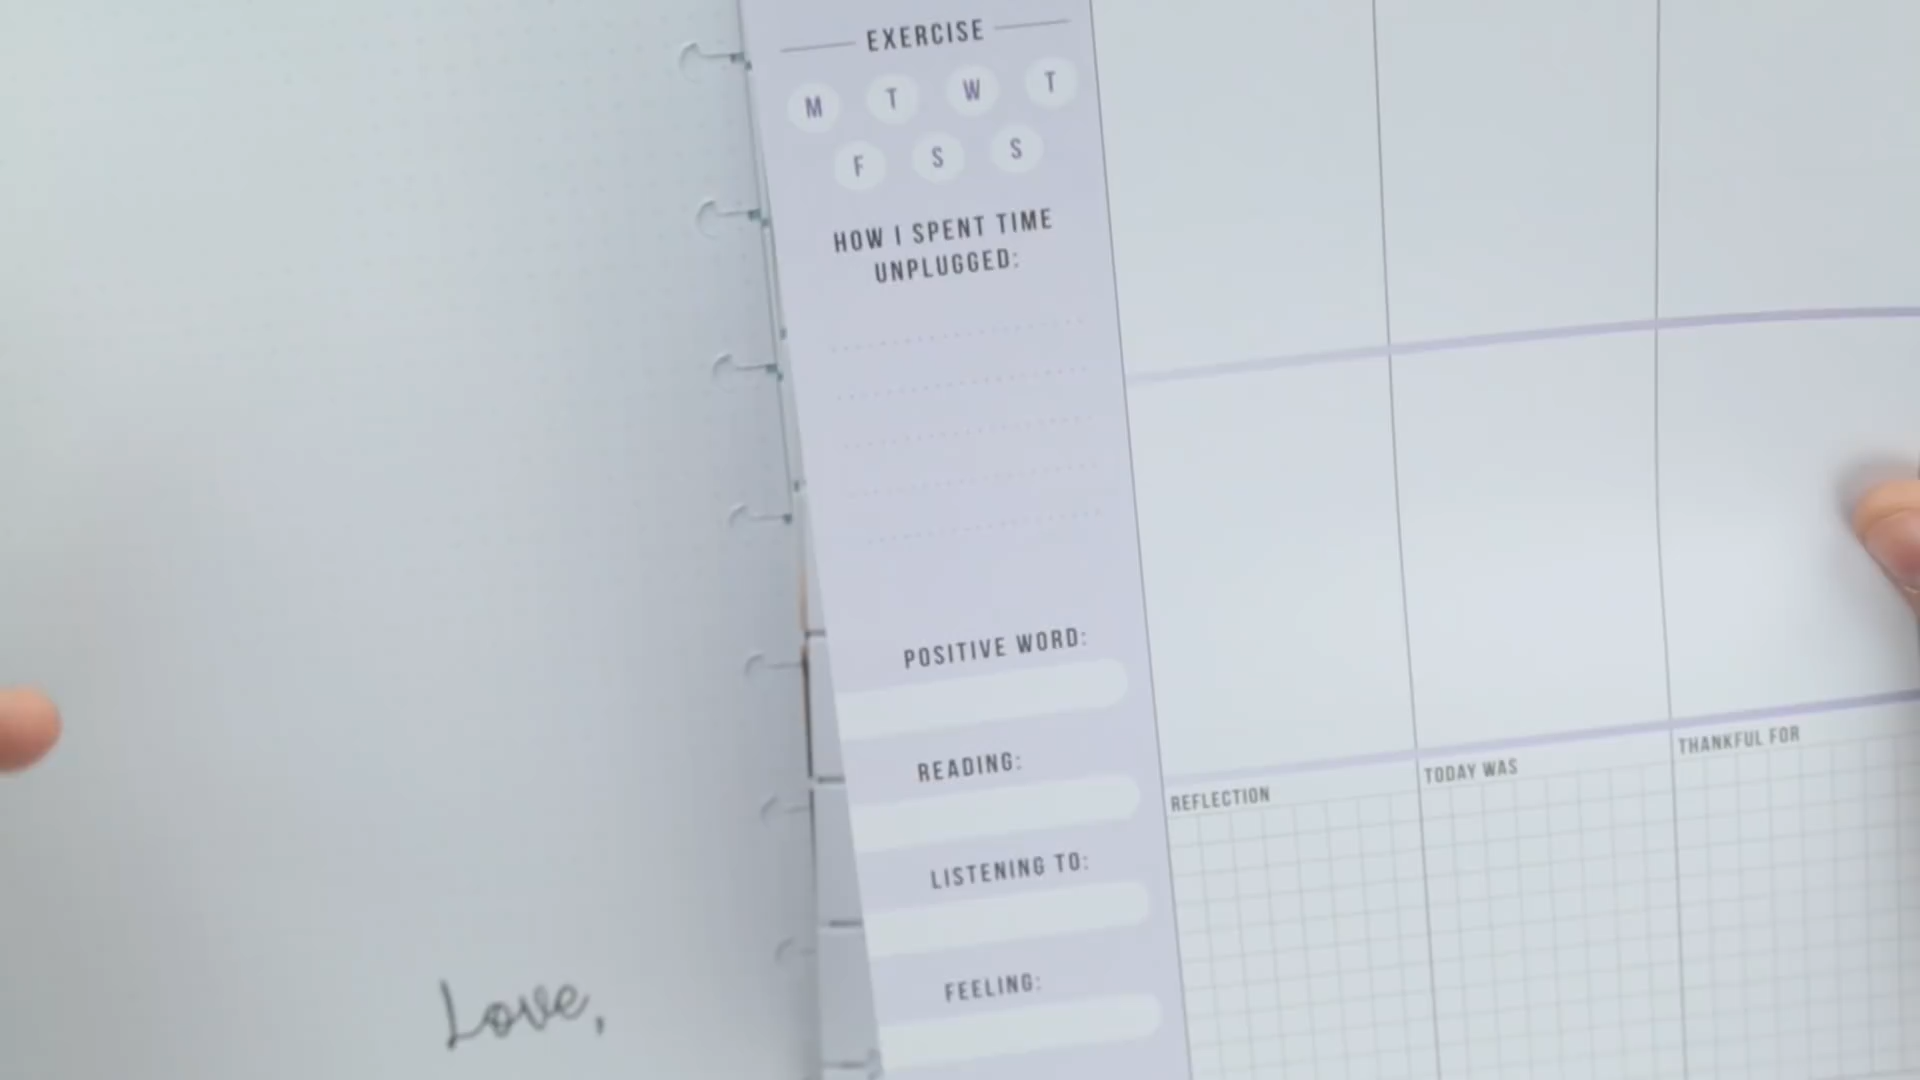 EXERCISE
M T W T
F S S
HOW I SPENT TIME
UNPLUGGED:
POSITIVE WORD:
READING:
LISTENING TO:
FEELING:
REFLECTION
TODAY WAS
THANKFUL FOR
Love,